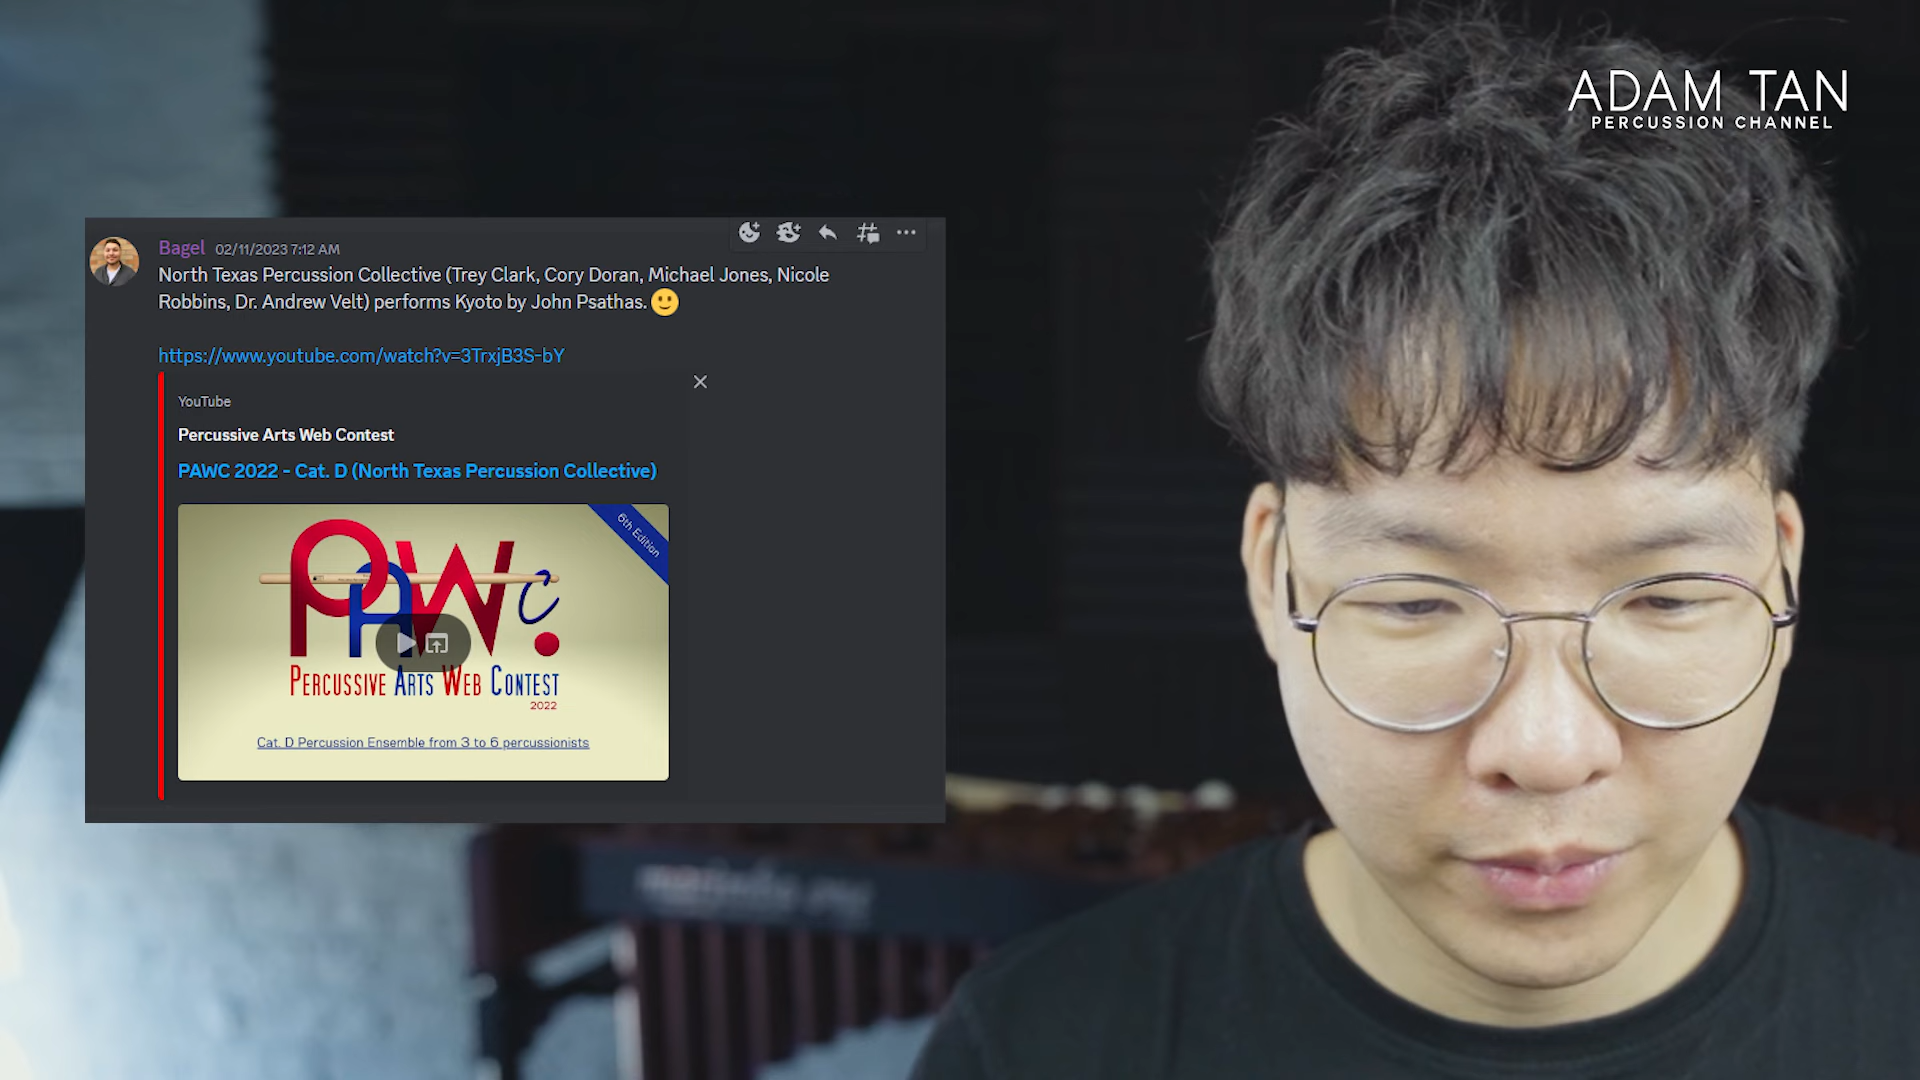 ADAM TAN
PERCUSSION CHANNEL
Bagel 02/11/2023 7:12 AM
North Texas Percussion Collective (Trey Clark, Cory Doran, Michael Jones, Nicole
Robbins, Dr. Andrew Velt) performs Kyoto by John Psathas.
https://www.youtube.com/watch?v=3TrxjB3S-bY
YouTube
Percussive Arts Web Contest
PAWC 2022 - Cat. D (North Texas Percussion Collective)
6th Edition
PAWC
PERCUSSIVE ARTS WEB CONTEST
2022
Cat. D Percussion Ensemble from 3 to 6 percussionists